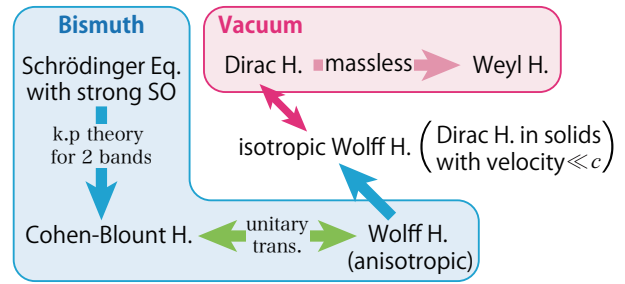 Bismuth
Schrödinger Eq.
with strong SO
k.p theory
for 2 bands
Cohen-Blount H.
unitary
trans.
Wolff H.
(anisotropic)
Vacuum
Dirac H.
massless
Weyl H.
isotropic Wolff H.
(Dirac H. in solids
with velocity≪c)